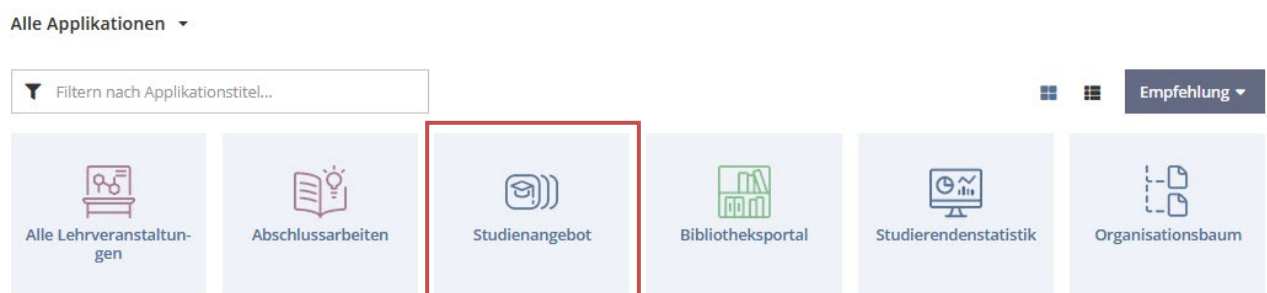 Alle Applikationen
Filtern nach Applikationstitel...
Empfehlung
Alle Lehrveranstaltun-
gen
Abschlussarbeiten
Studienangebot
Bibliotheksportal
Studierendenstatistik
Organisationsbaum